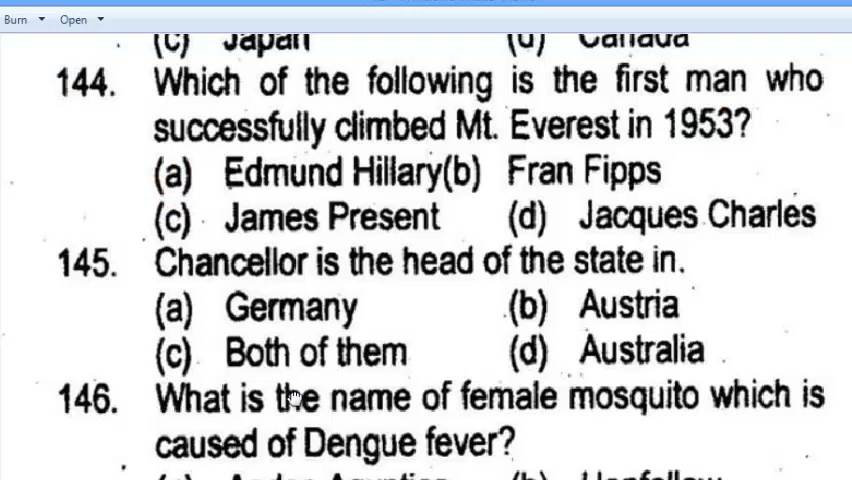 Burn Open
(c) Japan (d) Canada
144. Which of the following is the first man who
successfully climbed Mt. Everest in 1953?
(a) Edmund Hillary(b) Fran Fipps
(c) James Present (d) Jacques Charles
145. Chancellor is the head of the state in.
(a) Germany (b) Austria
(c) Both of them (d) Australia
146. What is the name of female mosquito which is
caused of Dengue fever?